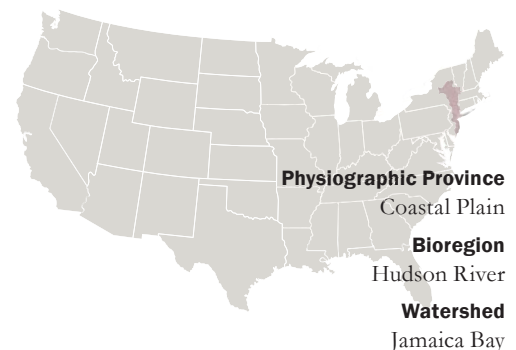 Physiographic Province
Coastal Plain
Bioregion
Hudson River
Watershed
Jamaica Bay